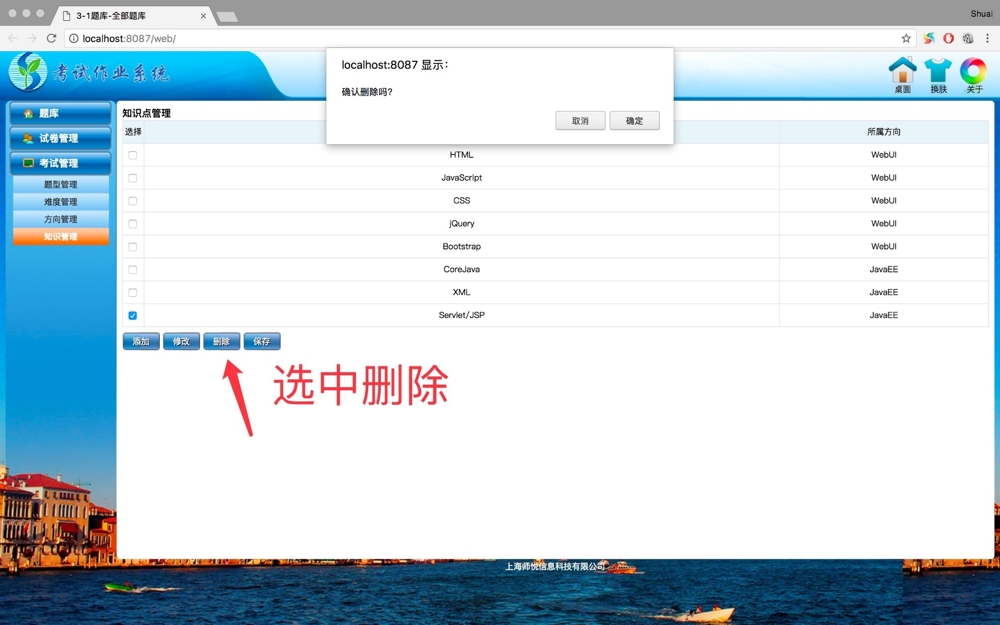 3-1题库-全部题库
Shuai
localhost:8087/web/
考试作业系统
localhost:8087 显示：
确认删除吗？
取消 确定
桌面 换肤 关于
题库
试卷管理
考试管理
题型管理
难度管理
方向管理
知识管理
知识点管理
选择 所属方向
HTML WebUI
JavaScript WebUI
CSS WebUI
jQuery WebUI
Bootstrap WebUI
CoreJava JavaEE
XML JavaEE
Servlet/JSP JavaEE
添加 修改 删除 保存
选中删除
上海师悦信息科技有限公司